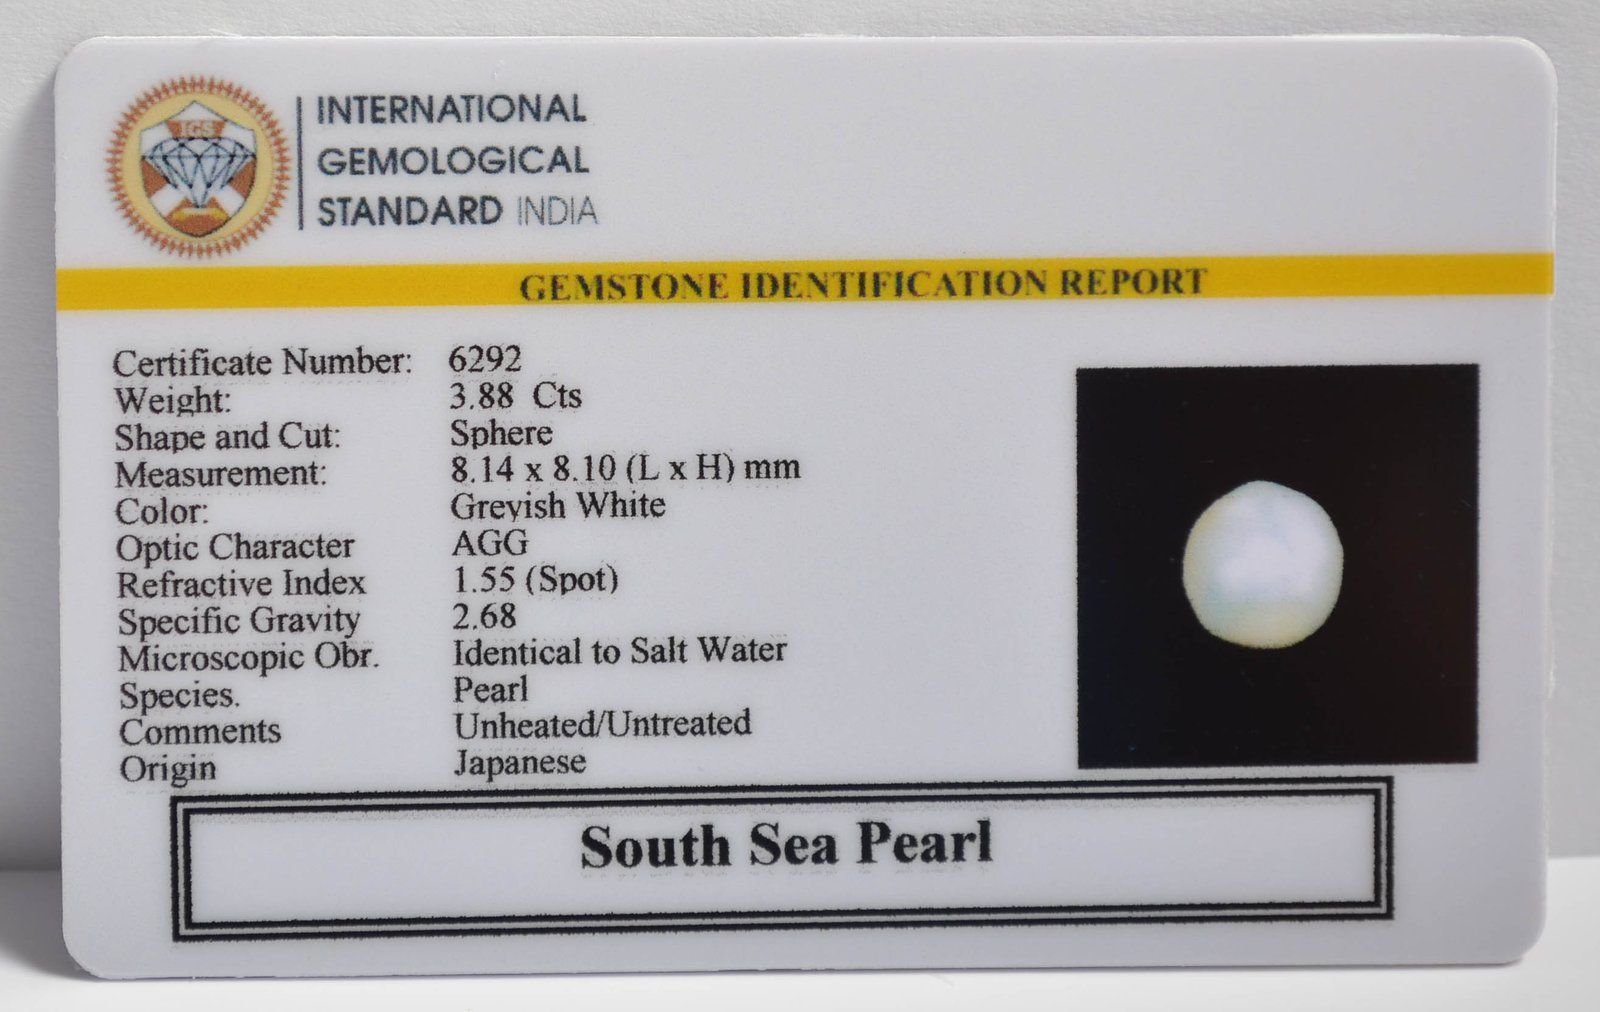 IGS
INTERNATIONAL
GEMOLOGICAL
STANDARD INDIA
GEMSTONE IDENTIFICATION REPORT
Certificate Number: 6292
Weight: 3.88 Cts
Shape and Cut: Sphere
Measurement: 8.14 x 8.10 (L x H) mm
Color: Greyish White
Optic Character AGG
Refractive Index 1.55 (Spot)
Specific Gravity 2.68
Microscopic Obr. Identical to Salt Water
Species. Pearl
Comments Unheated/Untreated
Origin Japanese
South Sea Pearl